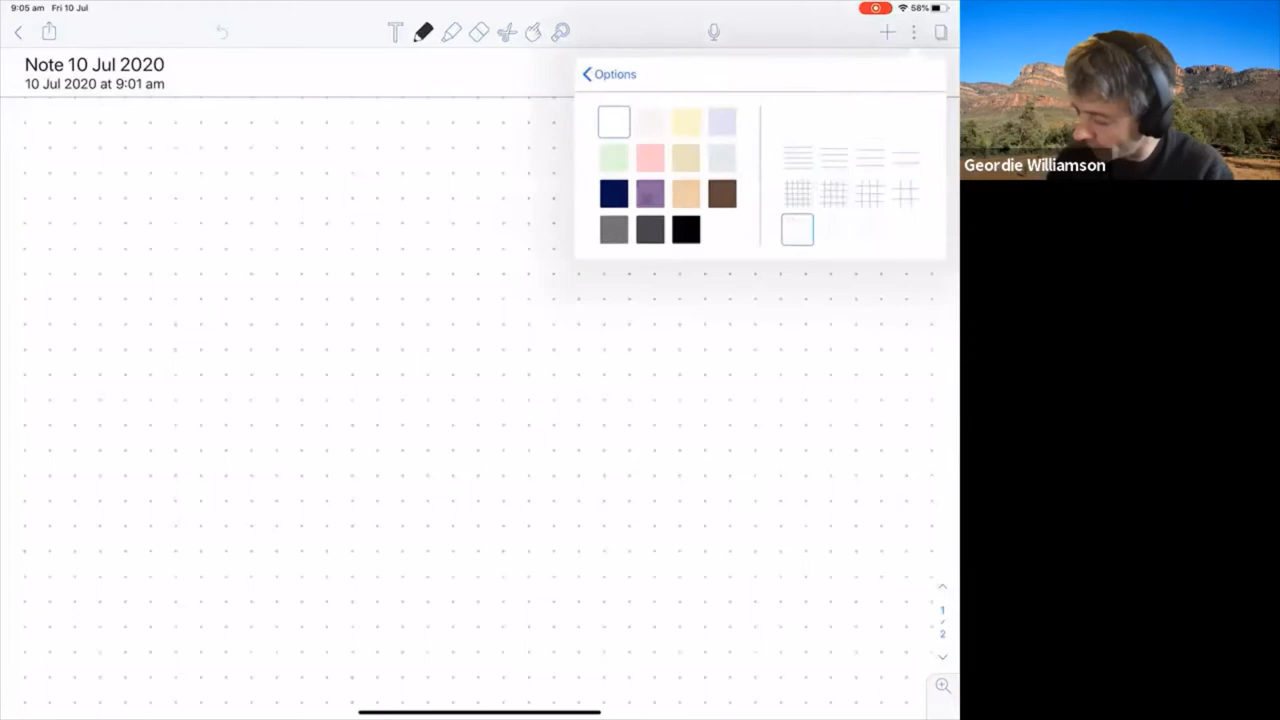 9:05 am Fri 10 Jul
58%
T
Note 10 Jul 2020
10 Jul 2020 at 9:01 am
Options
Geordie Williamson
1
2